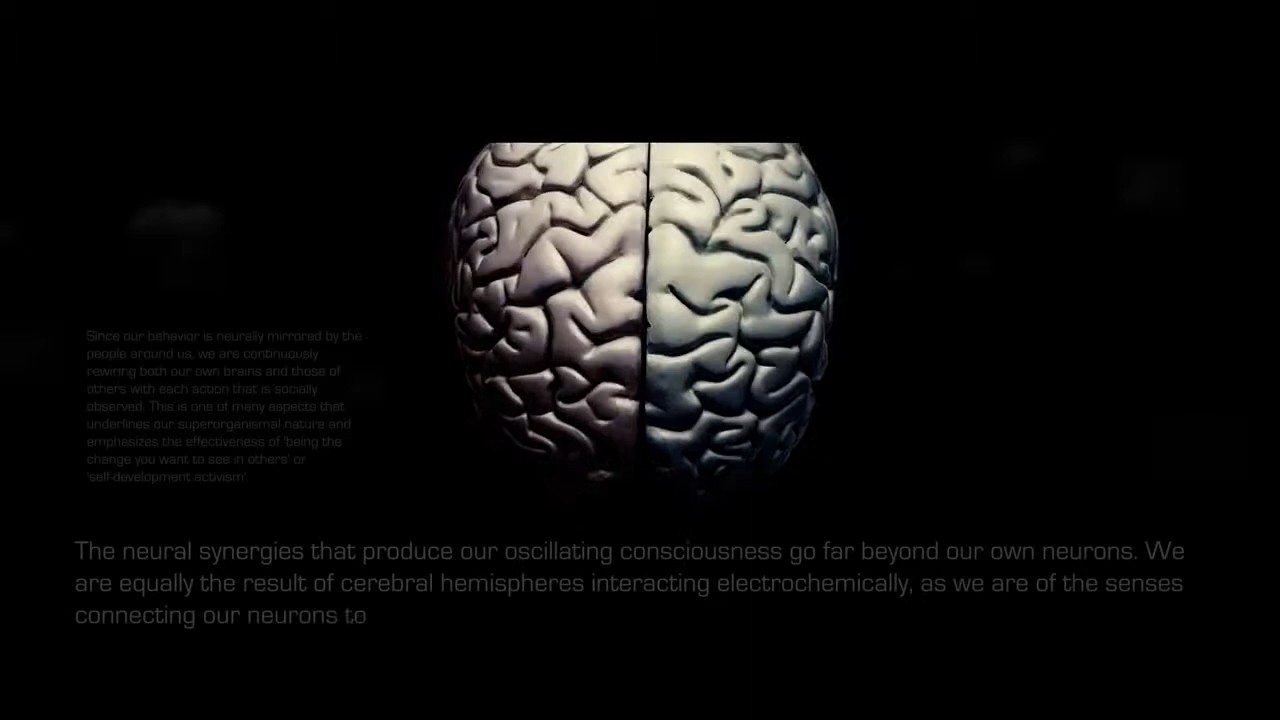 Since our behavior is neurally mirrored by the
people around us, we are continuously
rewiring both our own brains and those of
others with each action that is socially
observed. This is one of many aspects that
underlines our superorganismal nature and
emphasizes the effectiveness of 'being the
change you want to see in others' or
'self-development activism'.
The neural synergies that produce our oscillating consciousness go far beyond our own neurons. We
are equally the result of cerebral hemispheres interacting electrochemically, as we are of the senses
connecting our neurons to